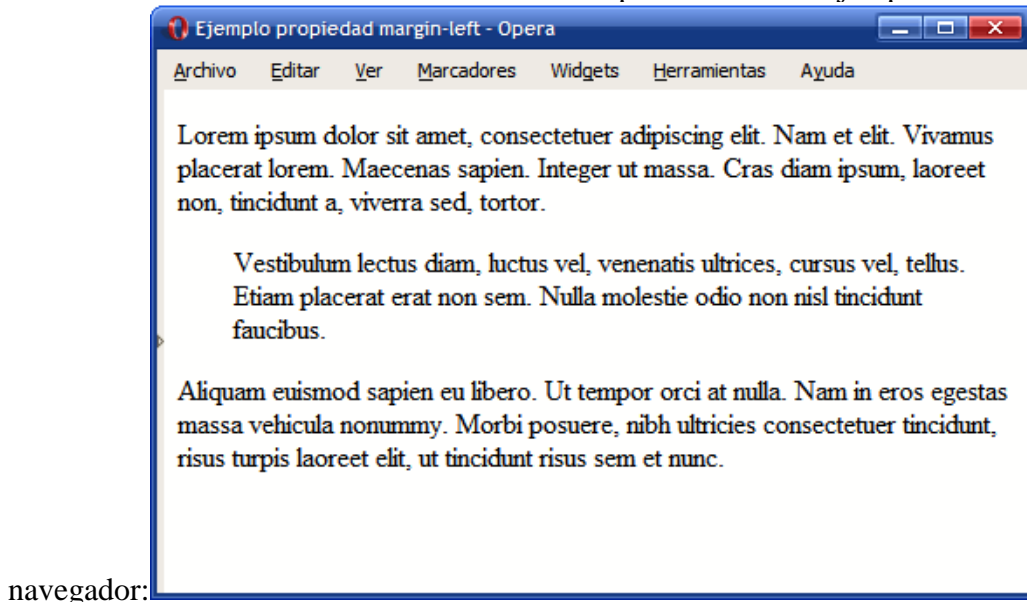 Ejemplo propiedad margin-left - Opera
Archivo Editar Ver Marcadores Widgets Herramientas Ayuda
Lorem ipsum dolor sit amet, consectetuer adipiscing elit. Nam et elit. Vivamus
placerat lorem. Maecenas sapien. Integer ut massa. Cras diam ipsum, laoreet
non, tincidunt a, viverra sed, tortor.
Vestibulum lectus diam, luctus vel, venenatis ultrices, cursus vel, tellus.
Etiam placerat erat non sem. Nulla molestie odio non nisl tincidunt
faucibus.
Aliquam euismod sapien eu libero. Ut tempor orci at nulla. Nam in eros egestas
massa vehicula nonummy. Morbi posuere, nibh ultricies consectetuer tincidunt,
risus turpis laoreet elit, ut tincidunt risus sem et nunc.
navegador: